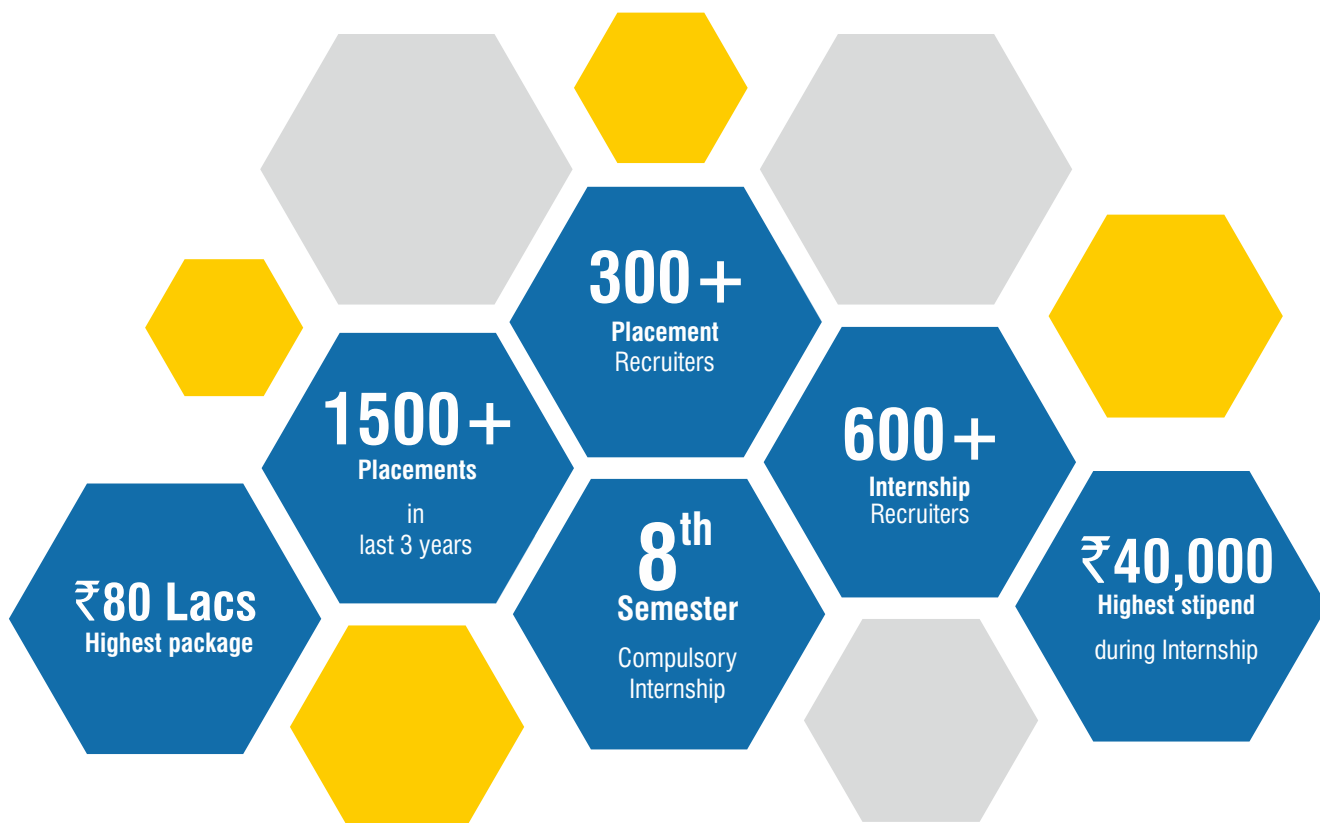 300+
Placement
Recruiters
1500+
Placements
in
last 3 years
600+
Internship
Recruiters
₹80 Lacs
Highest package
8th
Semester
Compulsory
Internship
₹40,000
Highest stipend
during Internship